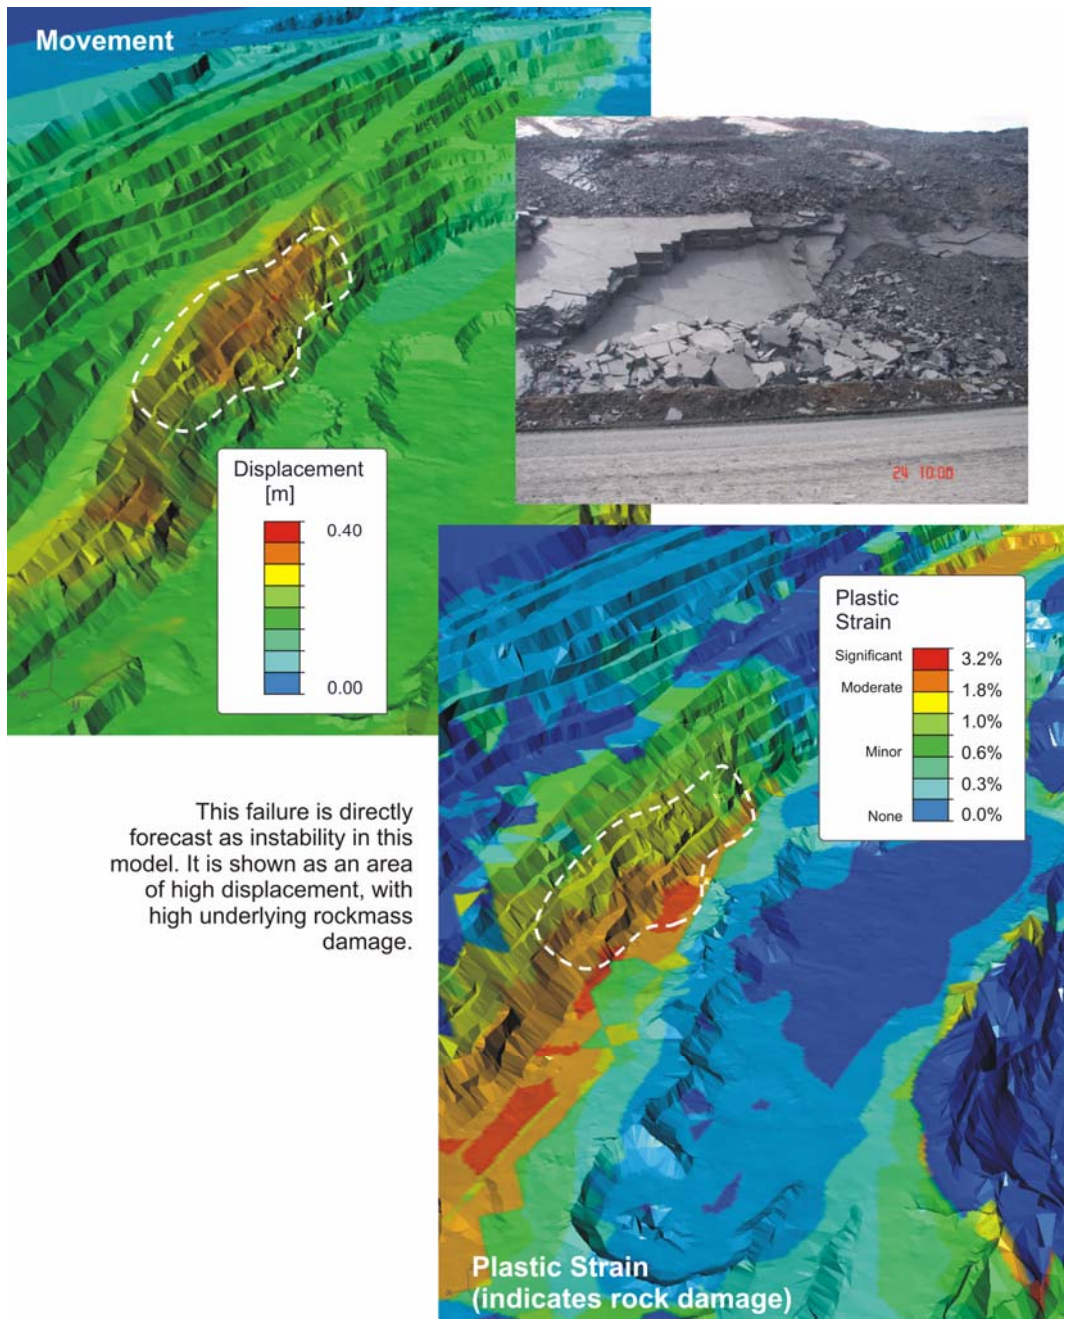 Movement
Displacement
[m]
0.40
0.00
24 10:00
Plastic
Strain
Significant 3.2%
Moderate 1.8%
1.0%
Minor 0.6%
0.3%
None 0.0%
This failure is directly
forecast as instability in this
model. It is shown as an area
of high displacement, with
high underlying rockmass
damage.
Plastic Strain
(indicates rock damage)